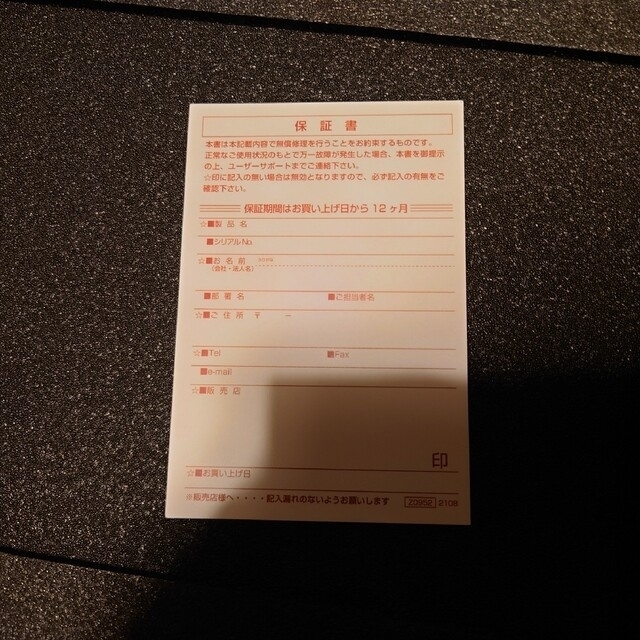 保証書
本書は本記載内容で無償修理を行うことをお約束するものです。
正常なご使用状況のもとで万一故障が発生した場合、本書を御提示
の上、ユーザーサポートまでご連絡下さい。
☆印に記入の無い場合は無効となりますので、必ず記入の有無をご
確認下さい。
保証期間はお買い上げ日から12ヶ月
☆■製品名
■シリアルNo.
☆■お名前
(会社・法人名)
■部署名 ■ご担当者名
☆■ご住所 〒 −
☆■Tel ■Fax
■e-mail
☆■販売店
印
☆■お買い上げ日
※販売店様へ・・・・記入漏れのないようお願いします 2108